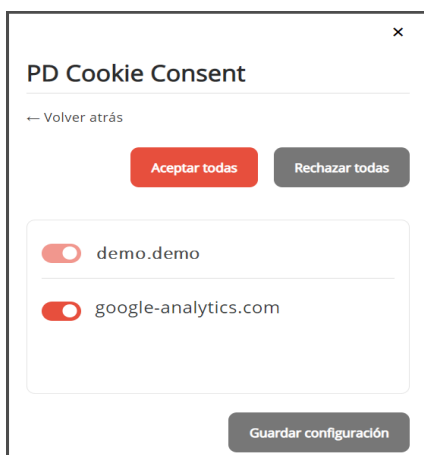 ×
PD Cookie Consent
← Volver atrás
Aceptar todas Rechazar todas
demo.demo
google-analytics.com
Guardar configuración